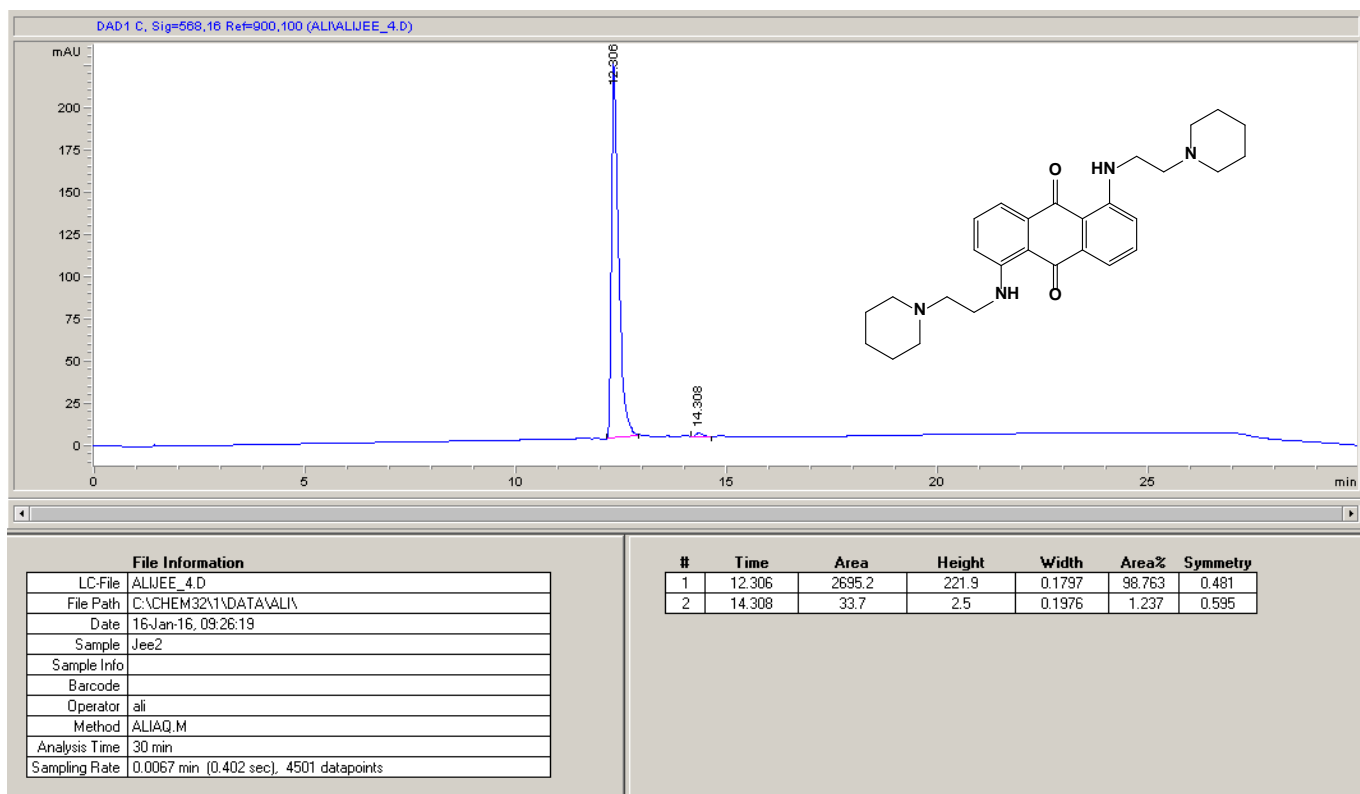 DAD1 C, Sig=568,16 Ref=900,100 (ALI\ALIJEE_4.D)
mAU
200
175
150
125
100
75
50
25
0
12.306
14.308
O
O
HN
N
N
NH
0 5 10 15 20 25 min
File Information
LC-File ALIJEE_4.D
File Path C:\CHEM32\1\DATA\ALI\
Date 16-Jan-16, 09:26:19
Sample Jee2
Sample Info
Barcode
Operator ali
Method ALIAQ.M
Analysis Time 30 min
Sampling Rate 0.0067 min (0.402 sec), 4501 datapoints
# Time Area Height Width Area% Symmetry
1 12.306 2695.2 221.9 0.1797 98.763 0.481
2 14.308 33.7 2.5 0.1976 1.237 0.595